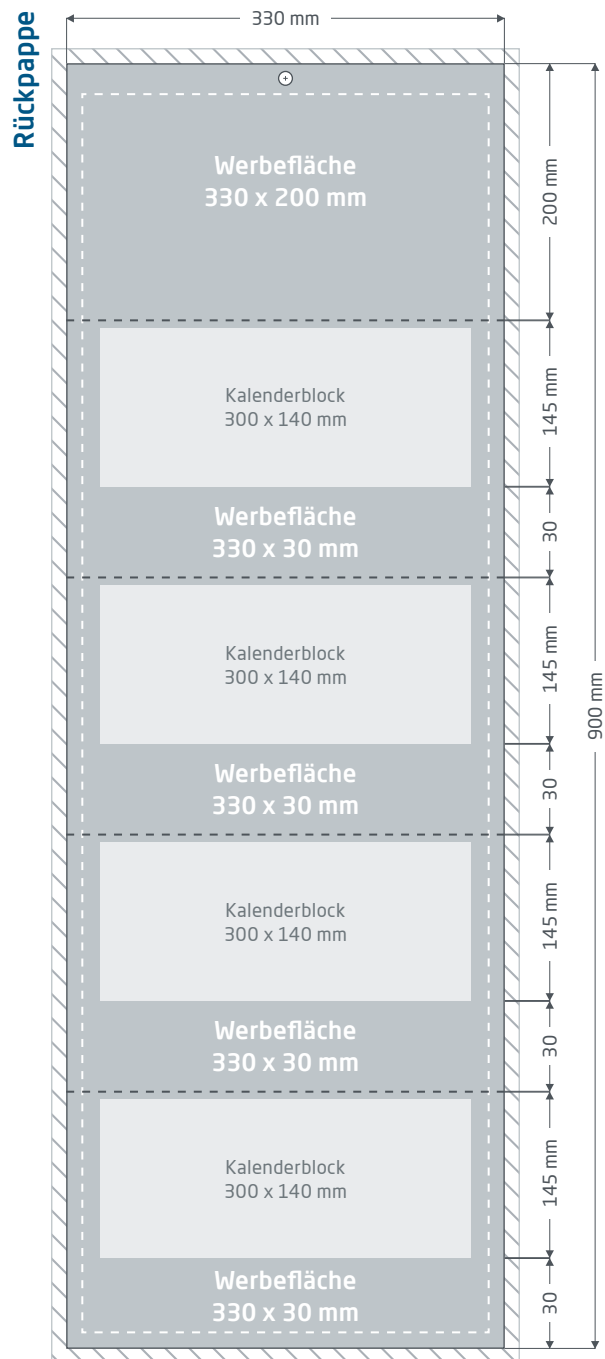 330 mm
Rückpappe
Werbefläche
330 x 200 mm
200 mm
Kalenderblock
300 x 140 mm
145 mm
Werbefläche
330 x 30 mm
30
Kalenderblock
300 x 140 mm
145 mm
900 mm
Werbefläche
330 x 30 mm
30
Kalenderblock
300 x 140 mm
145 mm
Werbefläche
330 x 30 mm
30
Kalenderblock
300 x 140 mm
145 mm
Werbefläche
330 x 30 mm
30